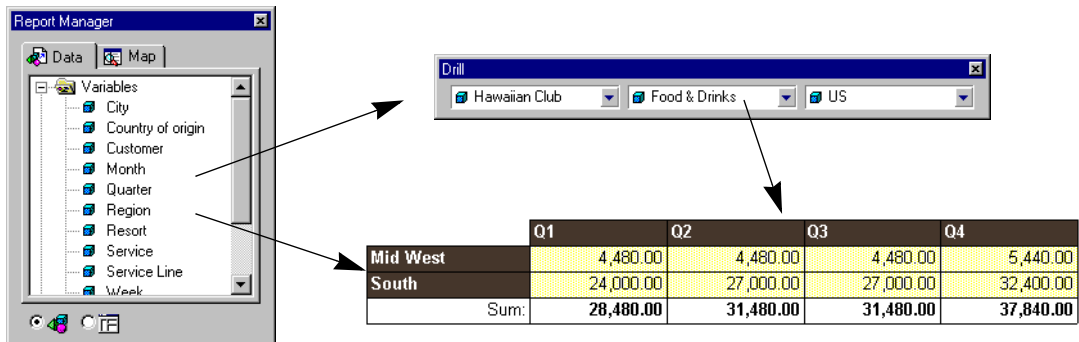 Report Manager
Data Map
Variables
City
Country of origin
Customer
Month
Quarter
Region
Resort
Service
Service Line
Week
Drill
Hawaiian Club Food & Drinks US
Q1 Q2 Q3 Q4
Mid West 4,480.00 4,480.00 4,480.00 5,440.00
South 24,000.00 27,000.00 27,000.00 32,400.00
Sum: 28,480.00 31,480.00 31,480.00 37,840.00